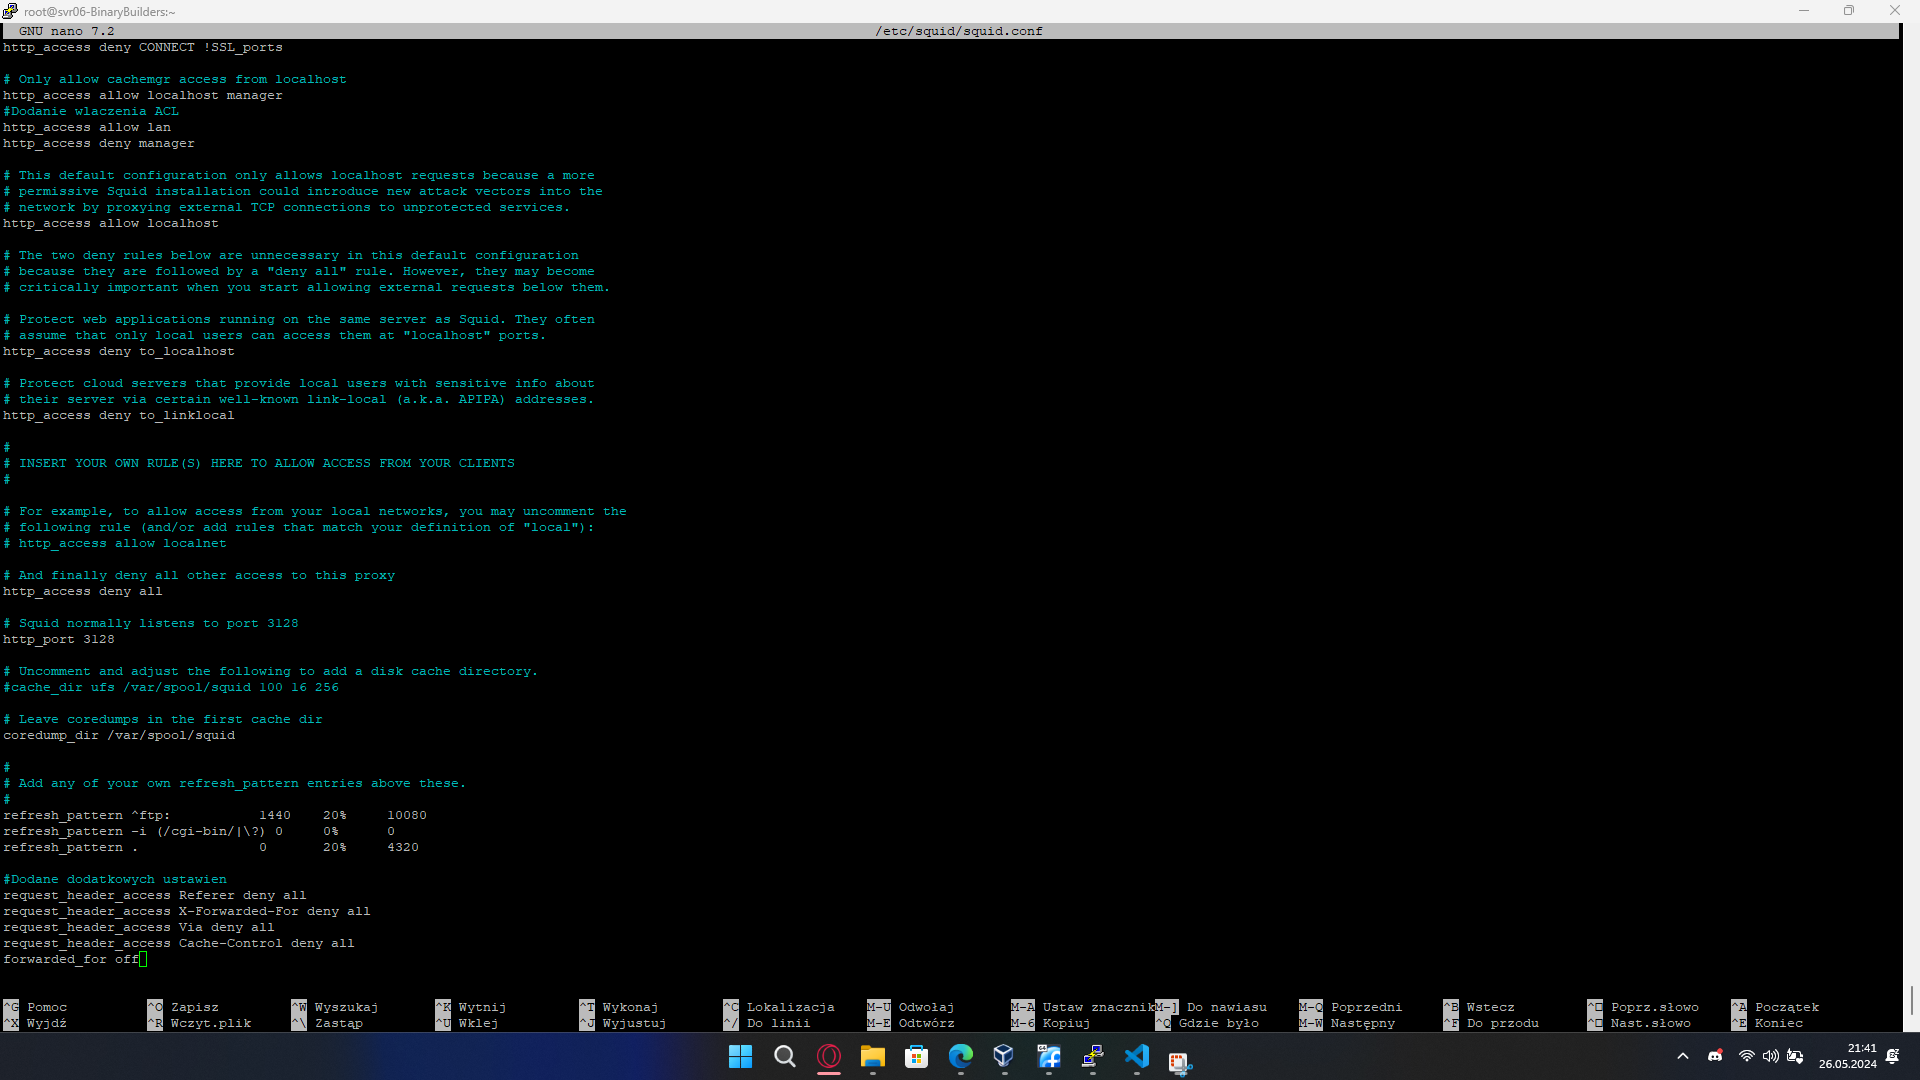 root@svr06-BinaryBuilders:~
GNU nano 7.2 /etc/squid/squid.conf
http_access deny CONNECT !SSL_ports
# Only allow cachemgr access from localhost
http_access allow localhost manager
#Dodanie wlaczenia ACL
http_access allow lan
http_access deny manager
# This default configuration only allows localhost requests because a more
# permissive Squid installation could introduce new attack vectors into the
# network by proxying external TCP connections to unprotected services.
http_access allow localhost
# The two deny rules below are unnecessary in this default configuration
# because they are followed by a "deny all" rule. However, they may become
# critically important when you start allowing external requests below them.
# Protect web applications running on the same server as Squid. They often
# assume that only local users can access them at "localhost" ports.
http_access deny to_localhost
# Protect cloud servers that provide local users with sensitive info about
# their server via certain well-known link-local (a.k.a. APIPA) addresses.
http_access deny to_linklocal
#
# INSERT YOUR OWN RULE(S) HERE TO ALLOW ACCESS FROM YOUR CLIENTS
#
# For example, to allow access from your local networks, you may uncomment the
# following rule (and/or add rules that match your definition of "local"):
# http_access allow localnet
# And finally deny all other access to this proxy
http_access deny all
# Squid normally listens to port 3128
http_port 3128
# Uncomment and adjust the following to add a disk cache directory.
#cache_dir ufs /var/spool/squid 100 16 256
# Leave coredumps in the first cache dir
coredump_dir /var/spool/squid
#
# Add any of your own refresh_pattern entries above these.
#
refresh_pattern ^ftp: 1440 20% 10080
refresh_pattern -i (/cgi-bin/|\?) 0 0% 0
refresh_pattern . 0 20% 4320
#Dodane dodatkowych ustawien
request_header_access Referer deny all
request_header_access X-Forwarded-For deny all
request_header_access Via deny all
request_header_access Cache-Control deny all
forwarded_for off
^G Pomoc ^O Zapisz ^W Wyszukaj ^K Wytnij ^T Wykonaj ^C Lokalizacja M-U Odwołaj M-A Ustaw znacznik M-] Do nawiasu M-Q Poprzedni ^B Wstecz ^□ Poprz.słowo ^A Początek
^X Wyjdź ^R Wczyt.plik ^\ Zastąp ^U Wklej ^J Wyjustuj ^/ Do linii M-E Odtwórz M-6 Kopiuj ^Q Gdzie było M-W Następny ^F Do przodu ^□ Nast.słowo ^E Koniec
21:41
26.05.2024